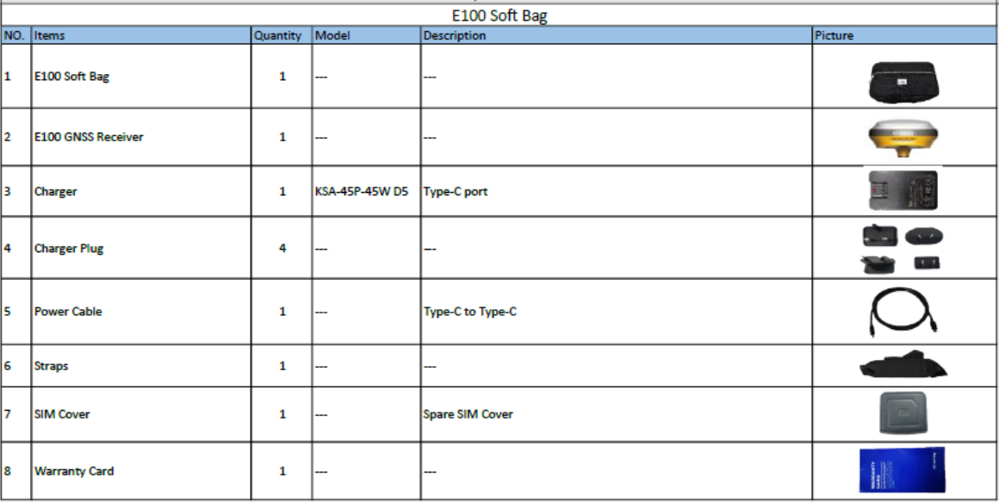 E100 Soft Bag
NO. Items Quantity Model Description Picture
1 E100 Soft Bag 1 --- ---
2 E100 GNSS Receiver 1 --- ---
3 Charger 1 KSA-45P-45W D5 Type-C port
4 Charger Plug 4 --- ---
5 Power Cable 1 --- Type-C to Type-C
6 Straps 1 --- ---
7 SIM Cover 1 --- Spare SIM Cover
8 Warranty Card 1 --- ---
WARRANTY
CARD